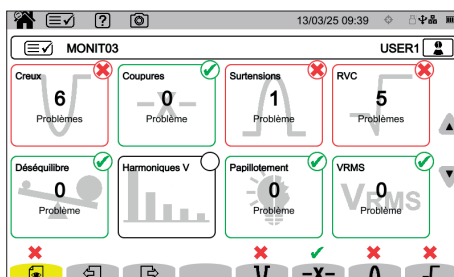 13/03/25 09:39
MONIT03
USER1
Creux
6
Problèmes
Coupures
0
Problème
Surtensions
1
Problème
RVC
5
Problèmes
Déséquilibre
0
Problème
Harmoniques V
Papillotement
0
Problème
VRMS
VRMS
0
Problème